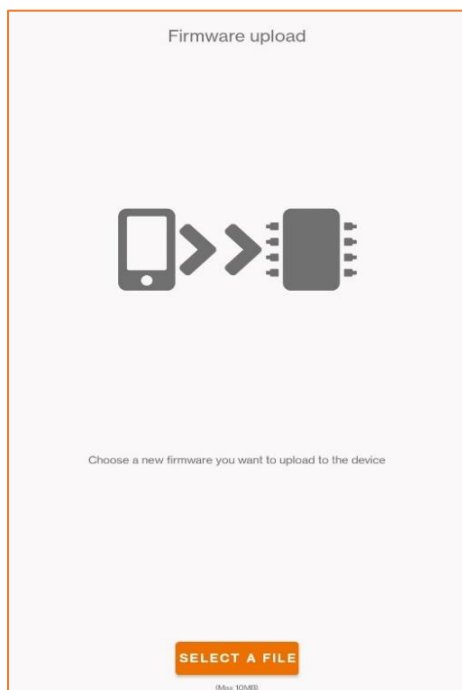 Firmware upload
Choose a new firmware you want to upload to the device
SELECT A FILE
(Max 10MB)